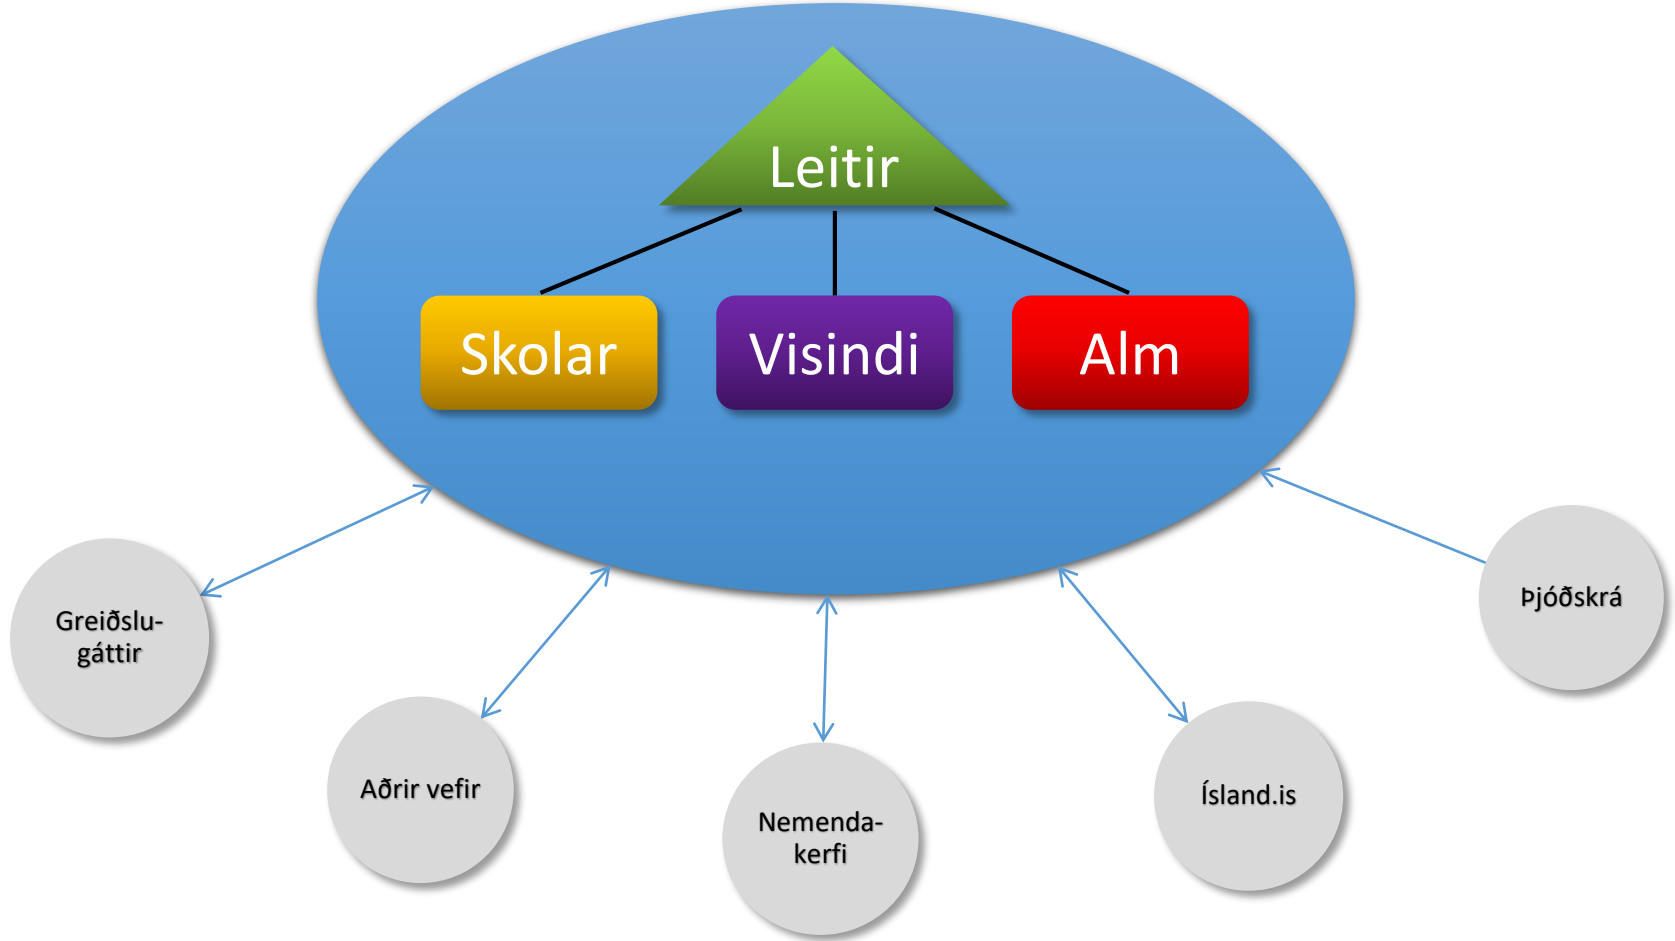 Leitir
Skolar
Visindi
Alm
Greiðslu-
gáttir
Aðrir vefir
Nemenda-
kerfi
Ísland.is
Þjóðskrá